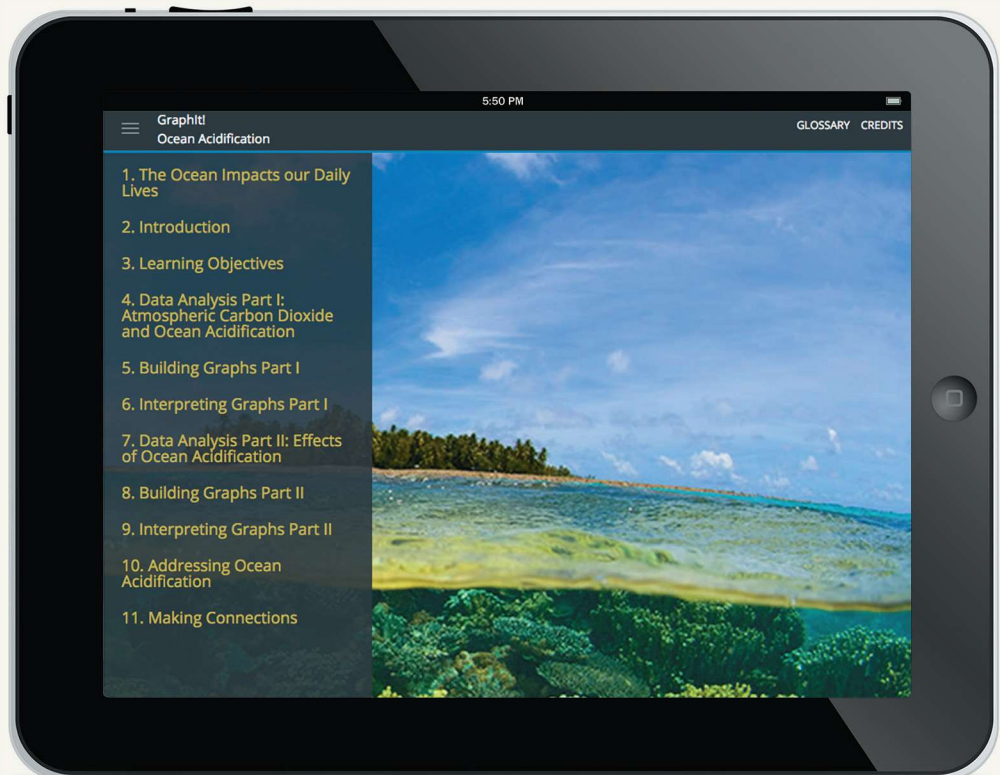 5:50 PM
GraphIt!
Ocean Acidification
GLOSSARY CREDITS
1. The Ocean Impacts our Daily
Lives
2. Introduction
3. Learning Objectives
4. Data Analysis Part I:
Atmospheric Carbon Dioxide
and Ocean Acidification
5. Building Graphs Part I
6. Interpreting Graphs Part I
7. Data Analysis Part II: Effects
of Ocean Acidification
8. Building Graphs Part II
9. Interpreting Graphs Part II
10. Addressing Ocean
Acidification
11. Making Connections